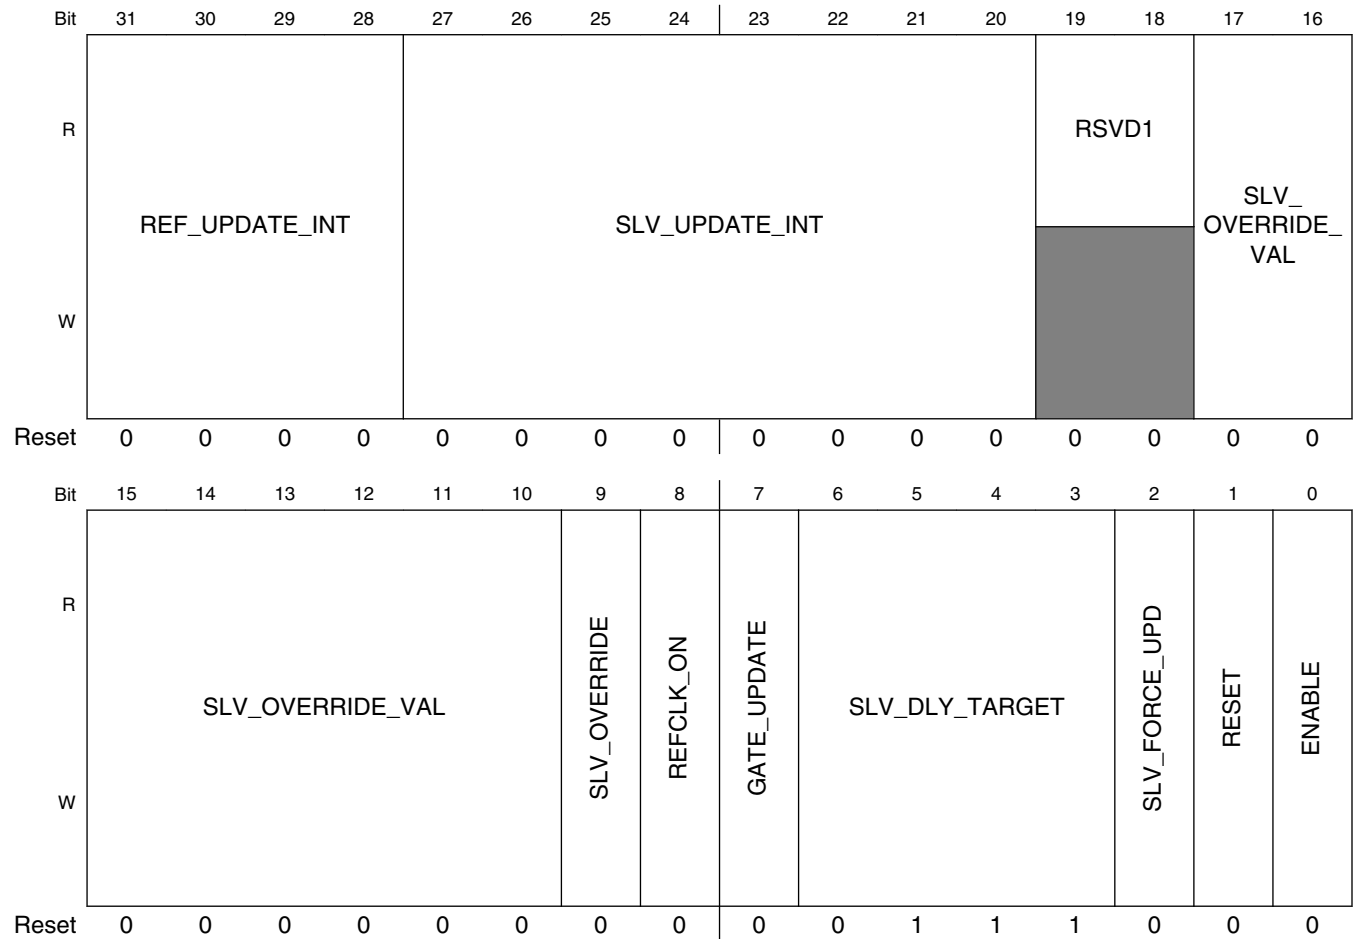 Bit 31 30 29 28 27 26 25 24 23 22 21 20 19 18 17 16
R
REF_UPDATE_INT
SLV_UPDATE_INT
RSVD1
SLV_
OVERRIDE_
VAL
W
Reset 0 0 0 0 0 0 0 0 0 0 0 0 0 0 0 0
Bit 15 14 13 12 11 10 9 8 7 6 5 4 3 2 1 0
R
SLV_OVERRIDE_VAL
SLV_OVERRIDE
REFCLK_ON
GATE_UPDATE
SLV_DLY_TARGET
SLV_FORCE_UPD
RESET
ENABLE
W
Reset 0 0 0 0 0 0 0 0 0 0 1 1 1 0 0 0